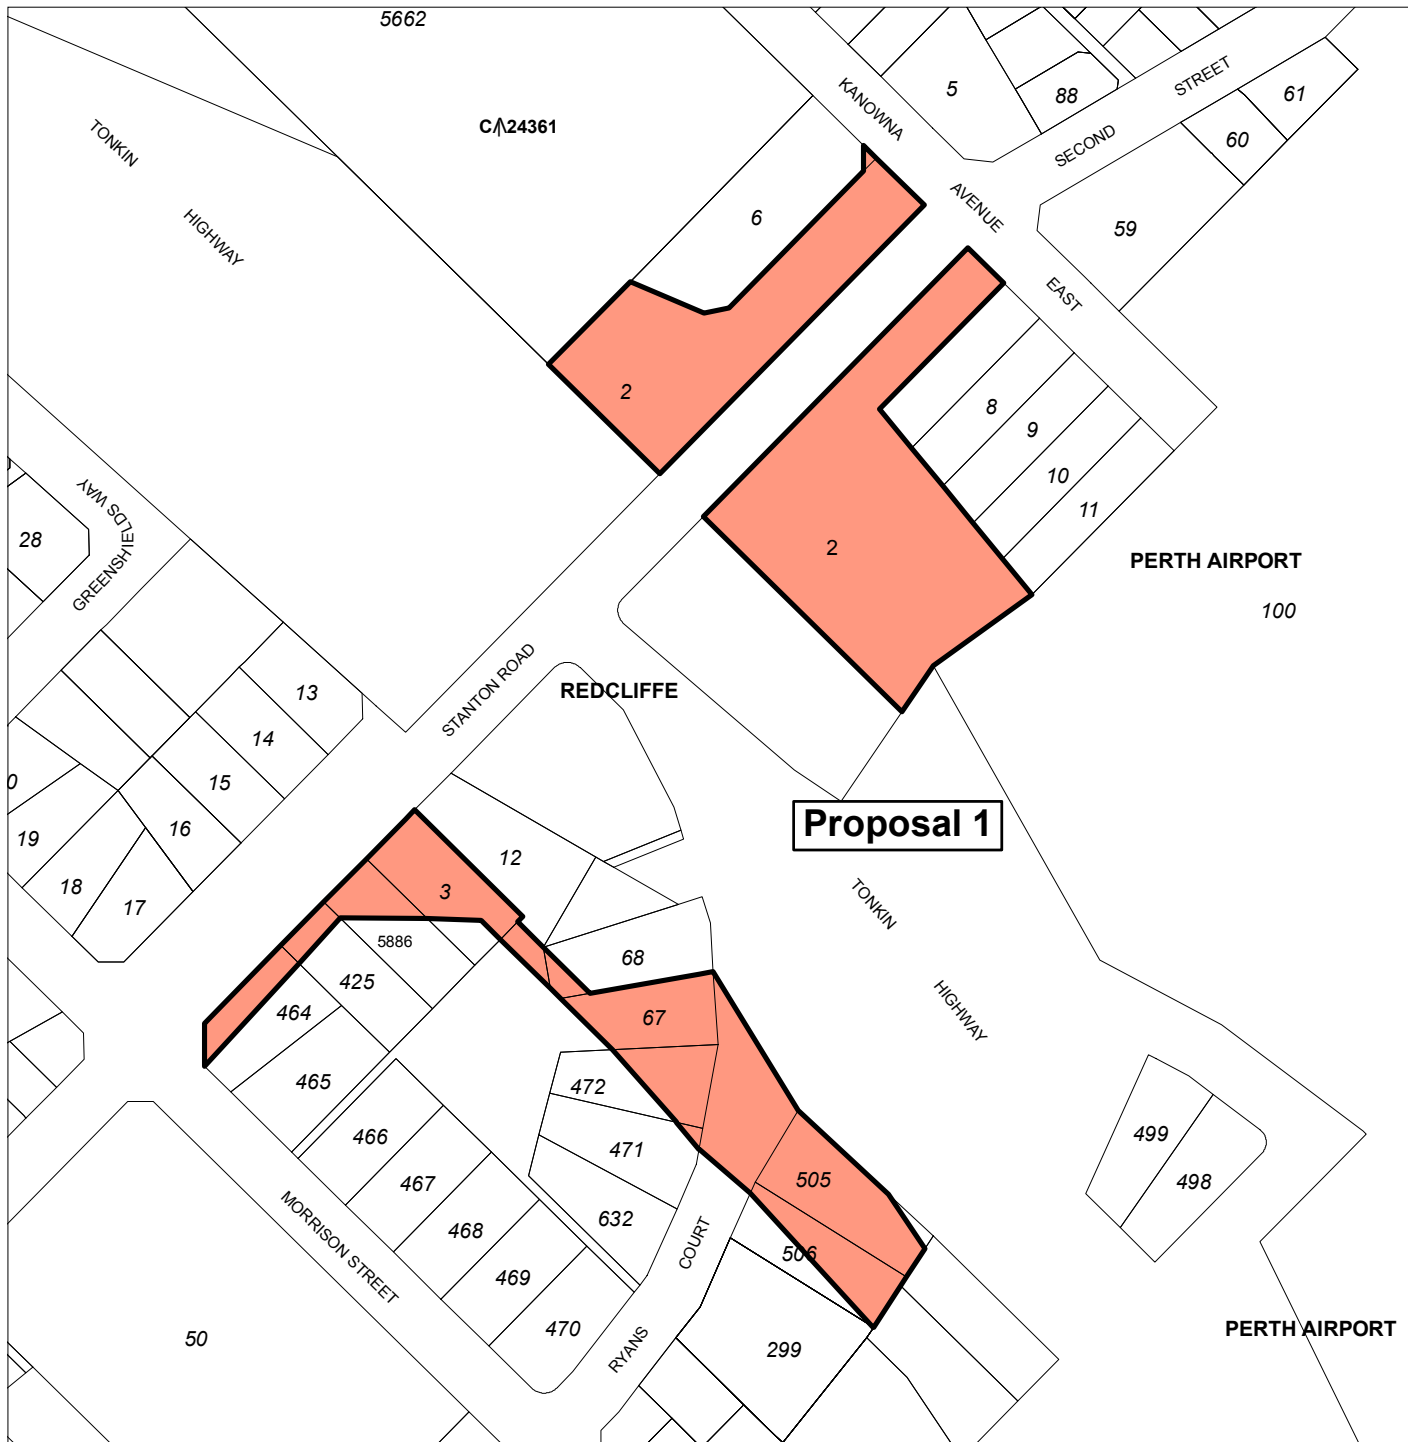 5662
KANOWNA
5
88
STREET
61
C/\24361
TONKIN
SECOND
60
HIGHWAY
6
AVENUE
59
EAST
2
8
9
10
11
GREENSHIELDS WAY
28
2
PERTH AIRPORT
100
STANTON ROAD
REDCLIFFE
13
14
15
16
0
19
18
17
Proposal 1
12
3
TONKIN
5886
425
68
464
67
HIGHWAY
465
472
471
466
467
632
468
469
470
505
506
499
498
MORRISON STREET
COURT
RYANS
50
299
PERTH AIRPORT